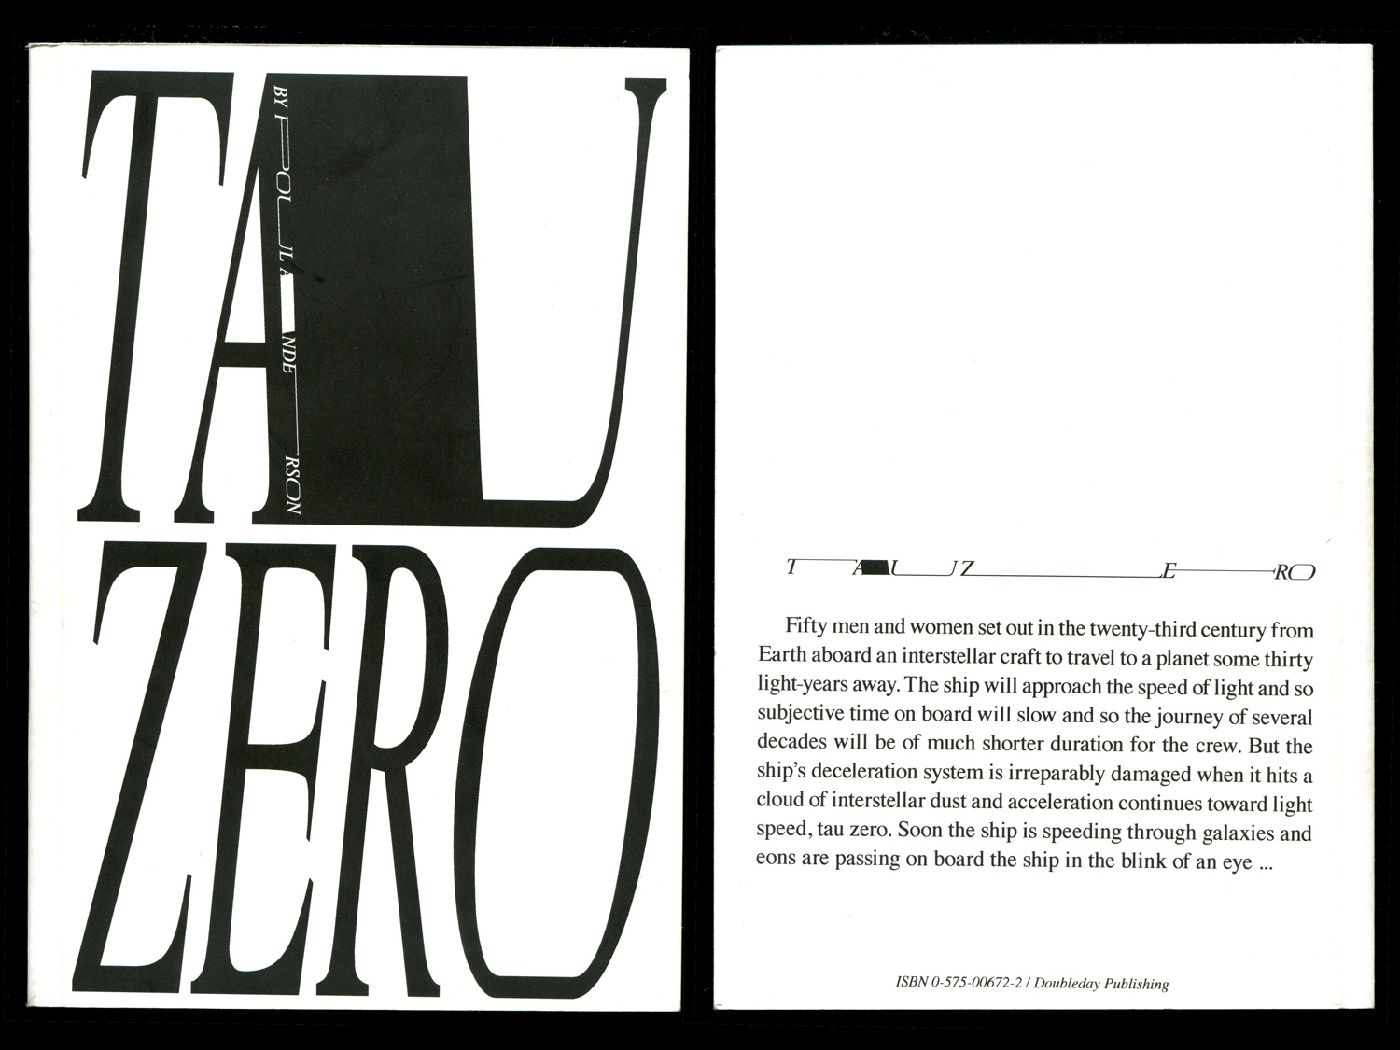 TAU
BY POUL ANDERSON
ZERO
TAU ZERO
Fifty men and women set out in the twenty-third century from
Earth aboard an interstellar craft to travel to a planet some thirty
light-years away. The ship will approach the speed of light and so
subjective time on board will slow and so the journey of several
decades will be of much shorter duration for the crew. But the
ship's deceleration system is irreparably damaged when it hits a
cloud of interstellar dust and acceleration continues toward light
speed, tau zero. Soon the ship is speeding through galaxies and
eons are passing on board the ship in the blink of an eye ...
ISBN 0-575-00672-2 / Doubleday Publishing